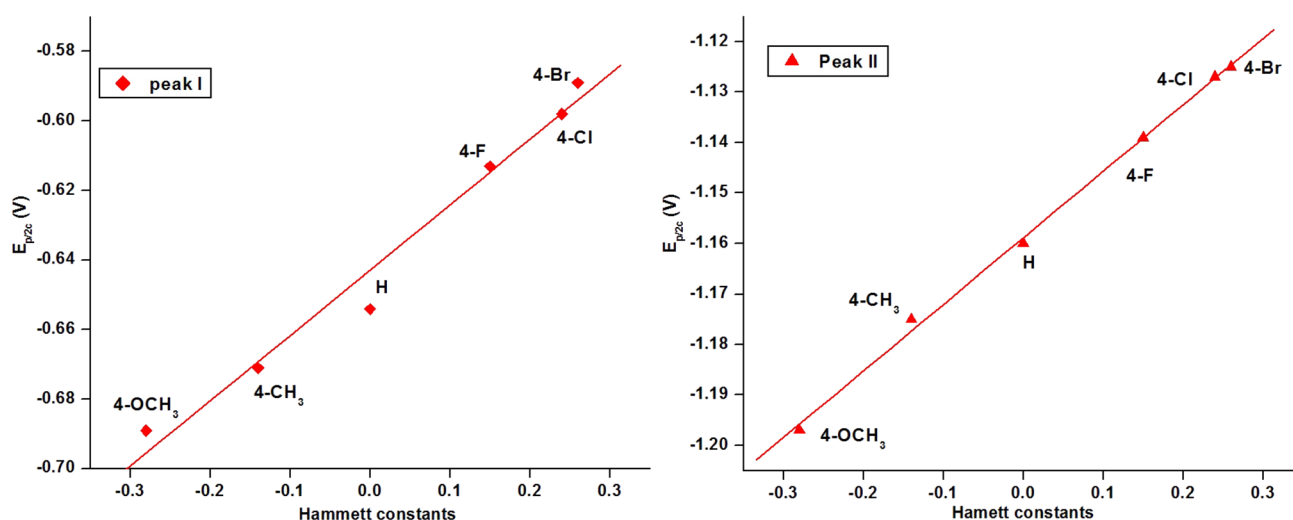 -0.58
-0.60
-0.62
-0.64
-0.66
-0.68
-0.70
E p/2c (V)
peak I
4-Br
4-Cl
4-F
H
4-CH3
4-OCH3
-0.3 -0.2 -0.1 0.0 0.1 0.2 0.3
Hammett constants
-1.12
-1.13
-1.14
-1.15
-1.16
-1.17
-1.18
-1.19
-1.20
E p/2c (V)
Peak II
4-Cl
4-Br
4-F
H
4-CH3
4-OCH3
-0.3 -0.2 -0.1 0.0 0.1 0.2 0.3
Hamett constants